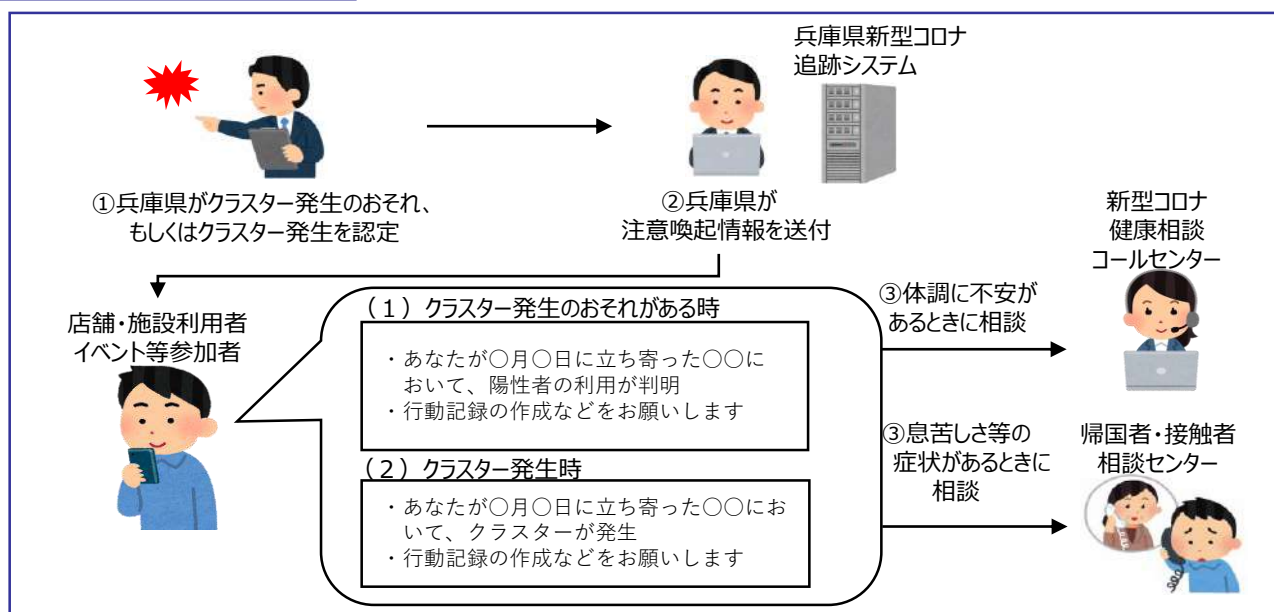 兵庫県新型コロナ
追跡システム
①兵庫県がクラスター発生のおそれ、
もしくはクラスター発生を認定
②兵庫県が
注意喚起情報を送付
新型コロナ
健康相談
コールセンター
店舗・施設利用者
イベント等参加者
（１）クラスター発生のおそれがある時
・あなたが〇月〇日に立ち寄った〇〇に
おいて、陽性者の利用が判明
・行動記録の作成などをお願いします
③体調に不安が
あるときに相談
（２）クラスター発生時
・あなたが〇月〇日に立ち寄った〇〇にお
いて、クラスターが発生
・行動記録の作成などをお願いします
③息苦しさ等の
症状があるときに
相談
帰国者・接触者
相談センター